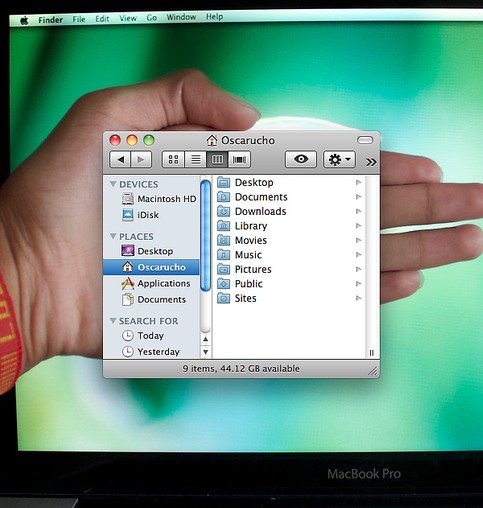 Finder File Edit View Go Window Help
Oscarucho
DEVICES
Macintosh HD
iDisk
PLACES
Desktop
Oscarucho
Applications
Documents
SEARCH FOR
Today
Yesterday
Desktop
Documents
Downloads
Library
Movies
Music
Pictures
Public
Sites
9 items, 44.12 GB available
MacBook Pro